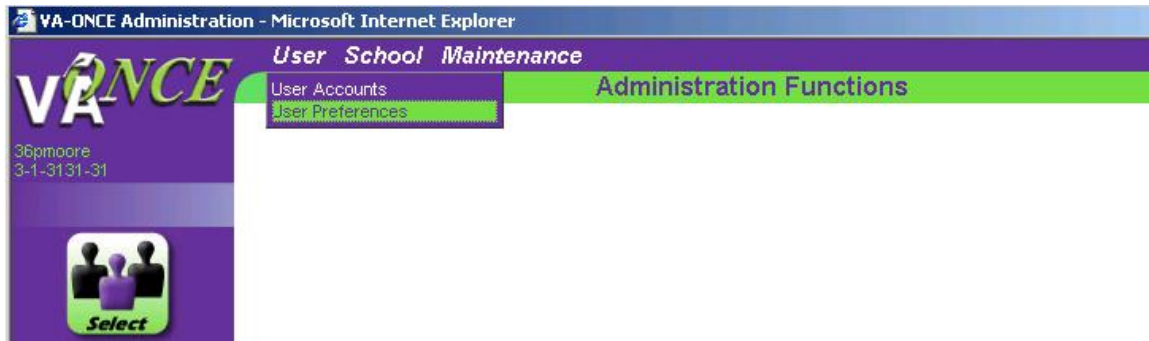 VA-ONCE Administration - Microsoft Internet Explorer
VA ONCE
User School Maintenance
User Accounts
User Preferences
Administration Functions
36pmoore
3-1-3131-31
Select